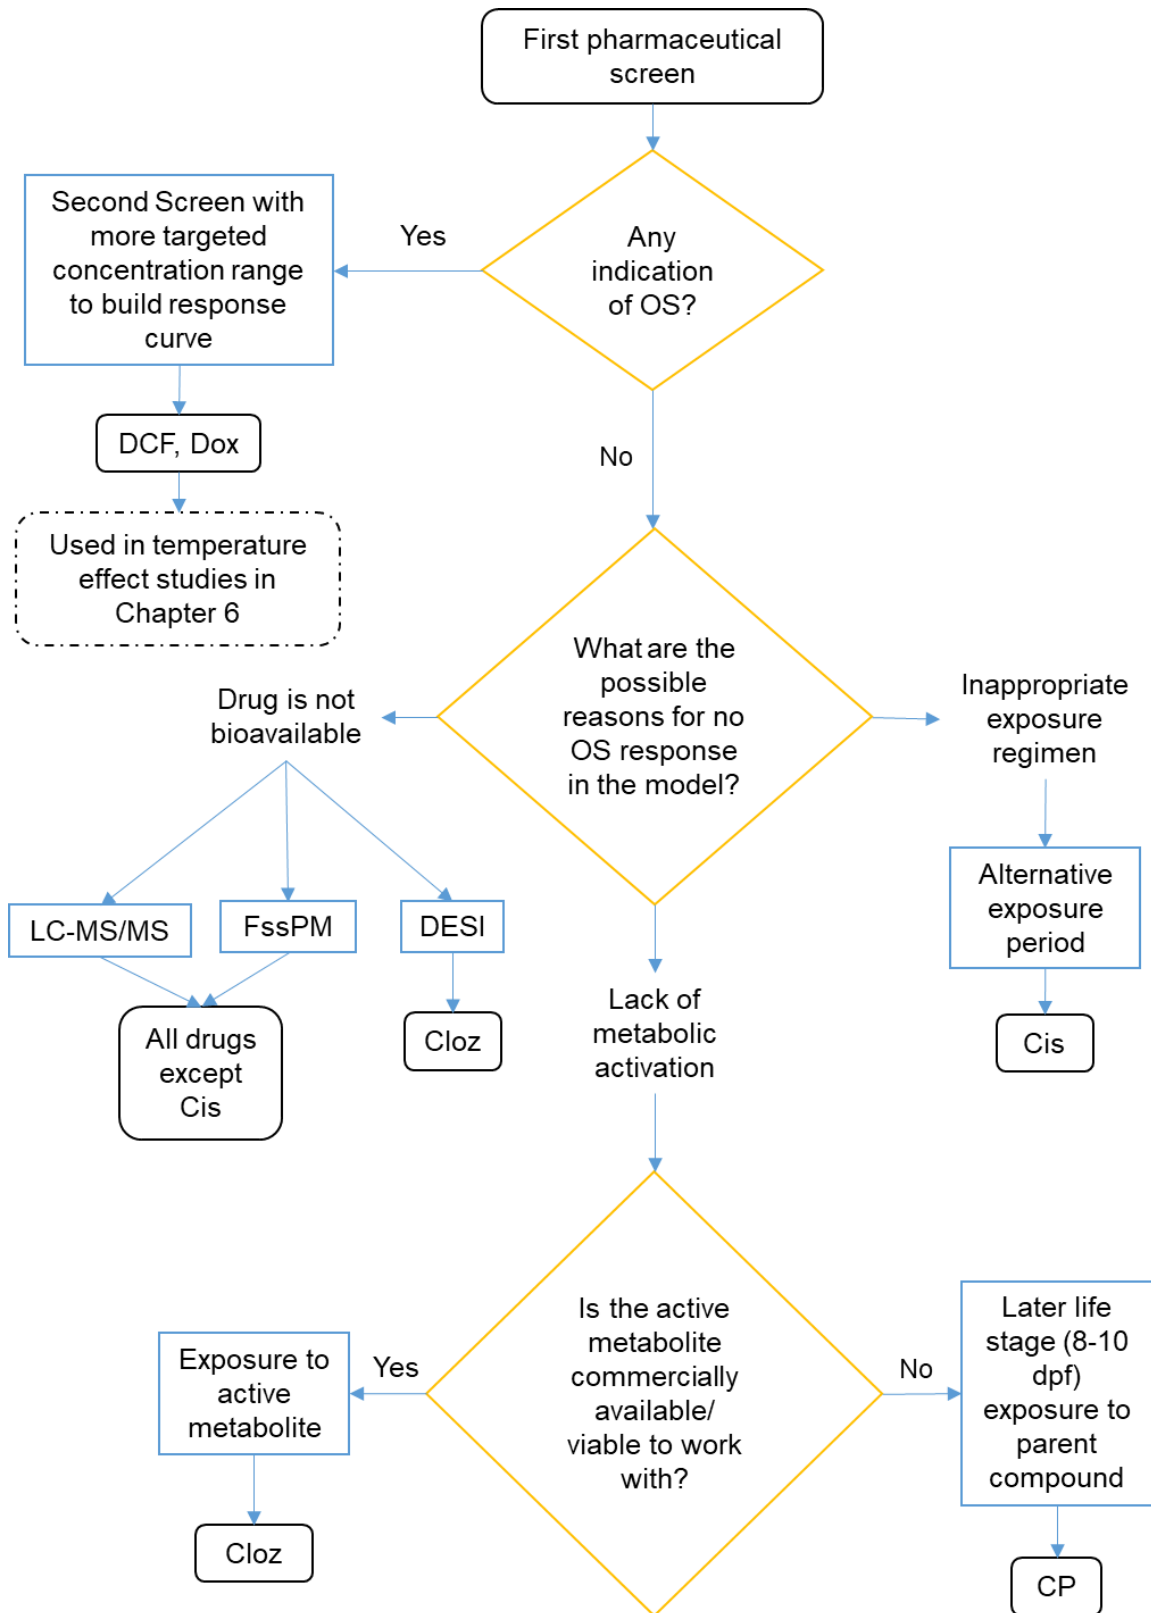 First pharmaceutical
screen
Any
indication
of OS?
Yes
Second Screen with
more targeted
concentration range
to build response
curve
DCF, Dox
Used in temperature
effect studies in
Chapter 6
No
What are the
possible
reasons for no
OS response
in the model?
Drug is not
bioavailable
LC-MS/MS
FssPM
DESI
All drugs
except
Cis
Cloz
Inappropriate
exposure
regimen
Alternative
exposure
period
Cis
Lack of
metabolic
activation
Is the active
metabolite
commercially
available/
viable to work
with?
Yes
Exposure to
active
metabolite
Cloz
No
Later life
stage (8-10
dpf)
exposure to
parent
compound
CP